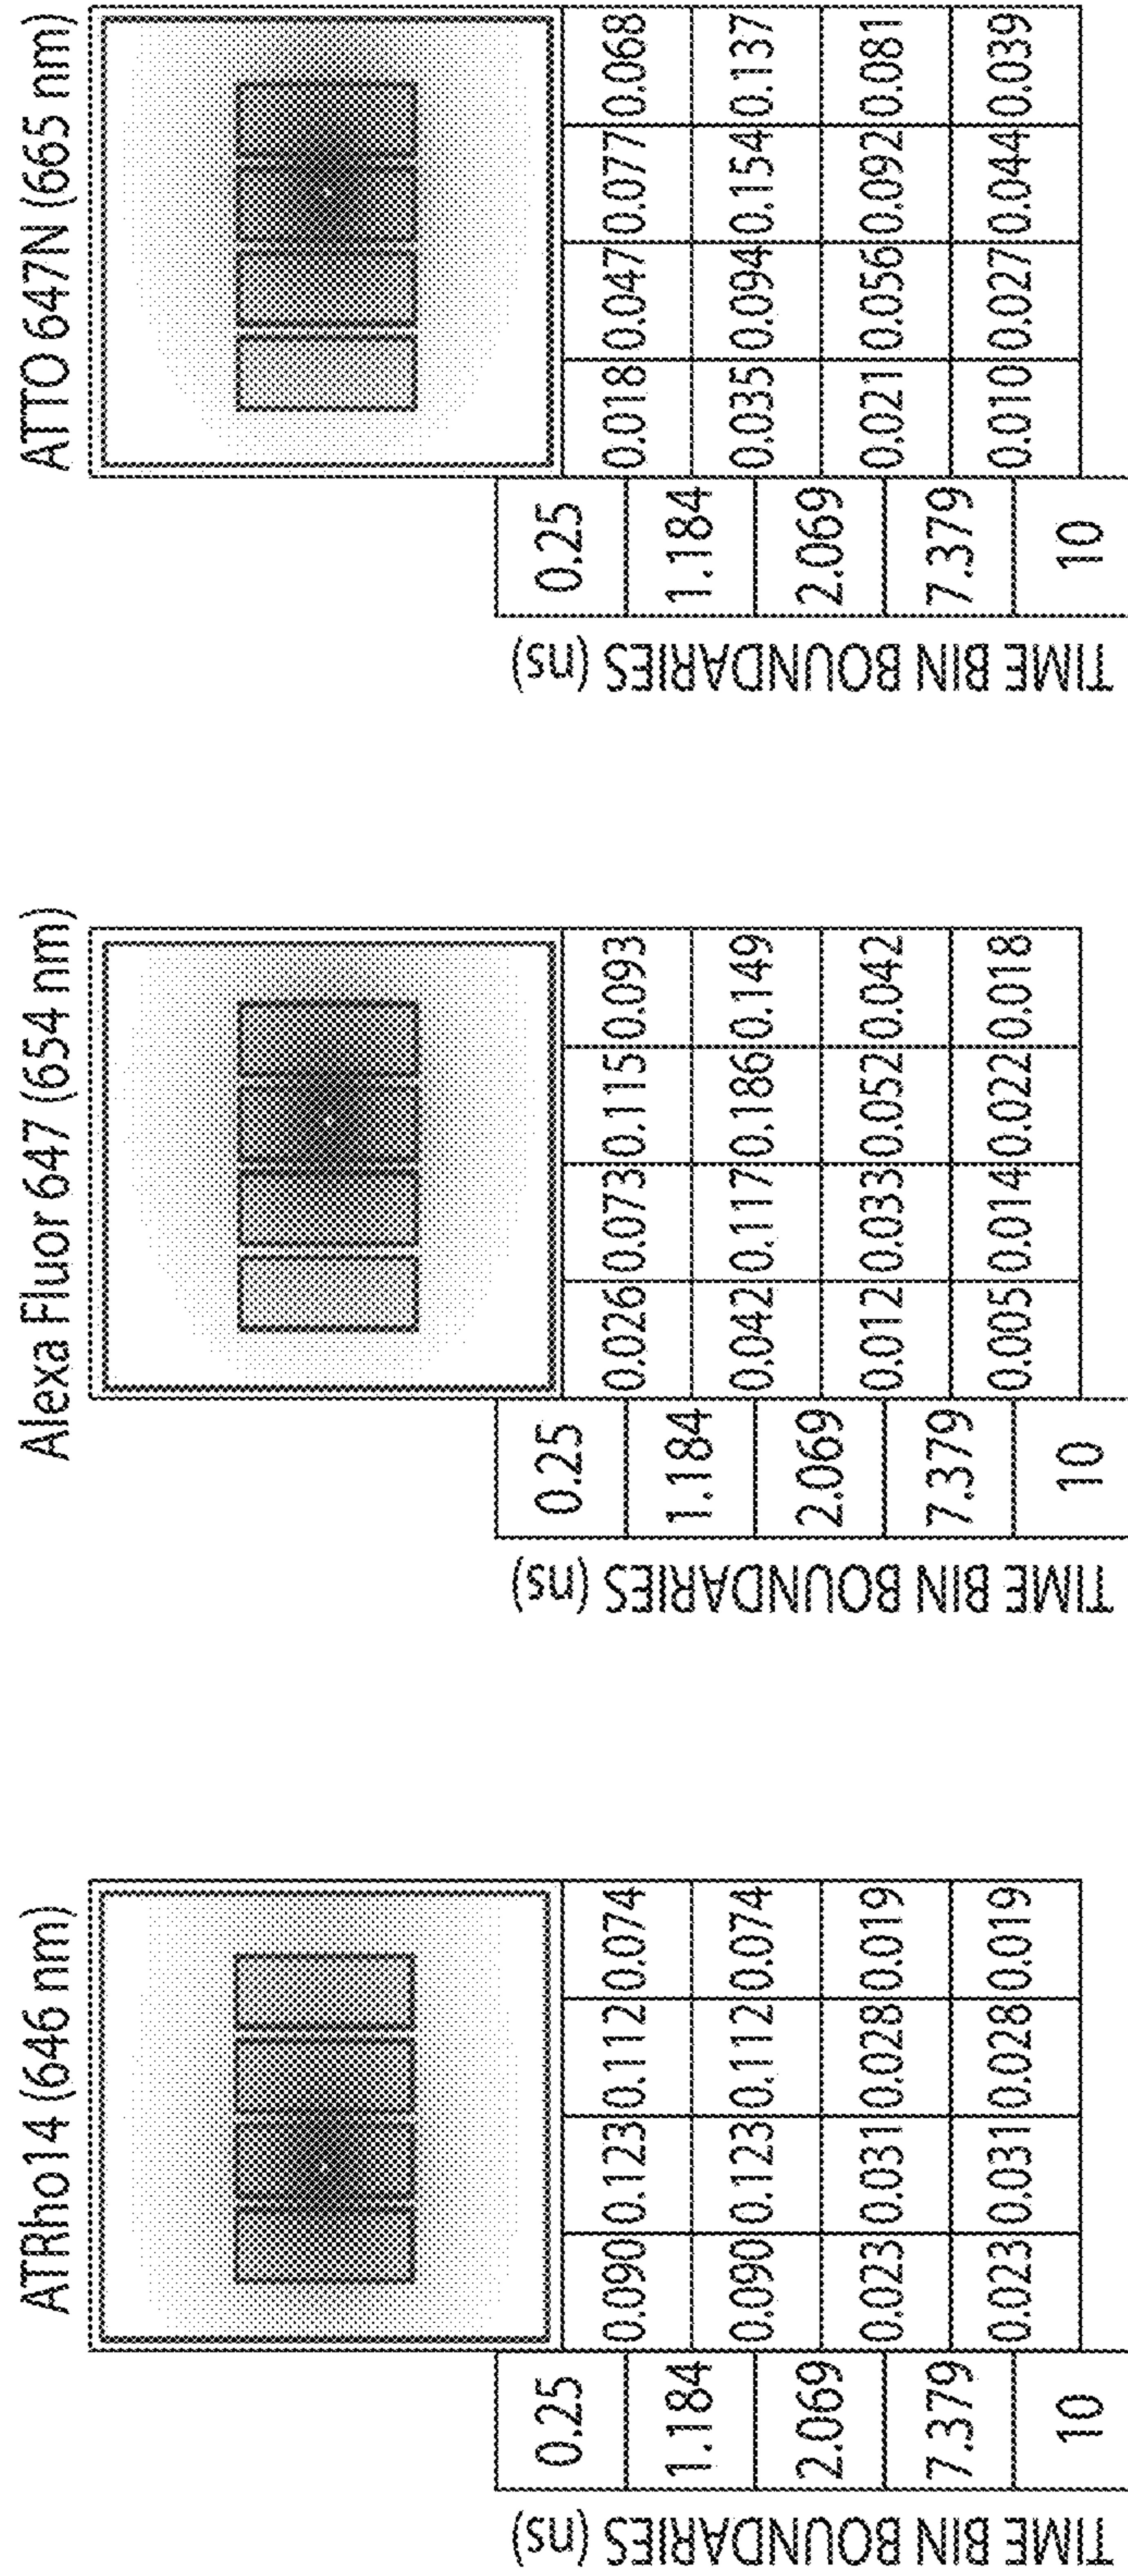 ATRho14 (646 nm)
TIME BIN BOUNDARIES (ns)
0.25
1.184
2.069
7.379
10
0.090 0.123 0.112 0.074
0.090 0.123 0.112 0.074
0.023 0.031 0.028 0.019
0.023 0.031 0.028 0.019
Alexa Fluor 647 (654 nm)
TIME BIN BOUNDARIES (ns)
0.25
1.184
2.069
7.379
10
0.026 0.073 0.115 0.093
0.042 0.117 0.186 0.149
0.012 0.033 0.052 0.042
0.005 0.014 0.022 0.018
ATTO 647N (665 nm)
TIME BIN BOUNDARIES (ns)
0.25
1.184
2.069
7.379
10
0.018 0.047 0.077 0.068
0.035 0.094 0.154 0.137
0.021 0.056 0.092 0.081
0.010 0.027 0.044 0.039